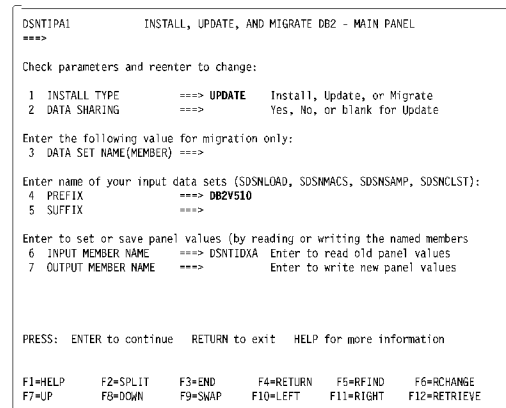 DSNTIPA1 INSTALL, UPDATE, AND MIGRATE DB2 - MAIN PANEL
===>
Check parameters and reenter to change:
1 INSTALL TYPE ===> UPDATE Install, Update, or Migrate
2 DATA SHARING ===> Yes, No, or blank for Update
Enter the following value for migration only:
3 DATA SET NAME(MEMBER) ===>
Enter name of your input data sets (SDSNLOAD, SDSNMACS, SDSNSAMP, SDSNCLST):
4 PREFIX ===> DB2V510
5 SUFFIX ===>
Enter to set or save panel values (by reading or writing the named members
6 INPUT MEMBER NAME ===> DSNTIDXA Enter to read old panel values
7 OUTPUT MEMBER NAME ===> Enter to write new panel values
PRESS: ENTER to continue RETURN to exit HELP for more information
F1=HELP F2=SPLIT F3=END F4=RETURN F5=RFIND F6=RCHANGE
F7=UP F8=DOWN F9=SWAP F10=LEFT F11=RIGHT F12=RETRIEVE